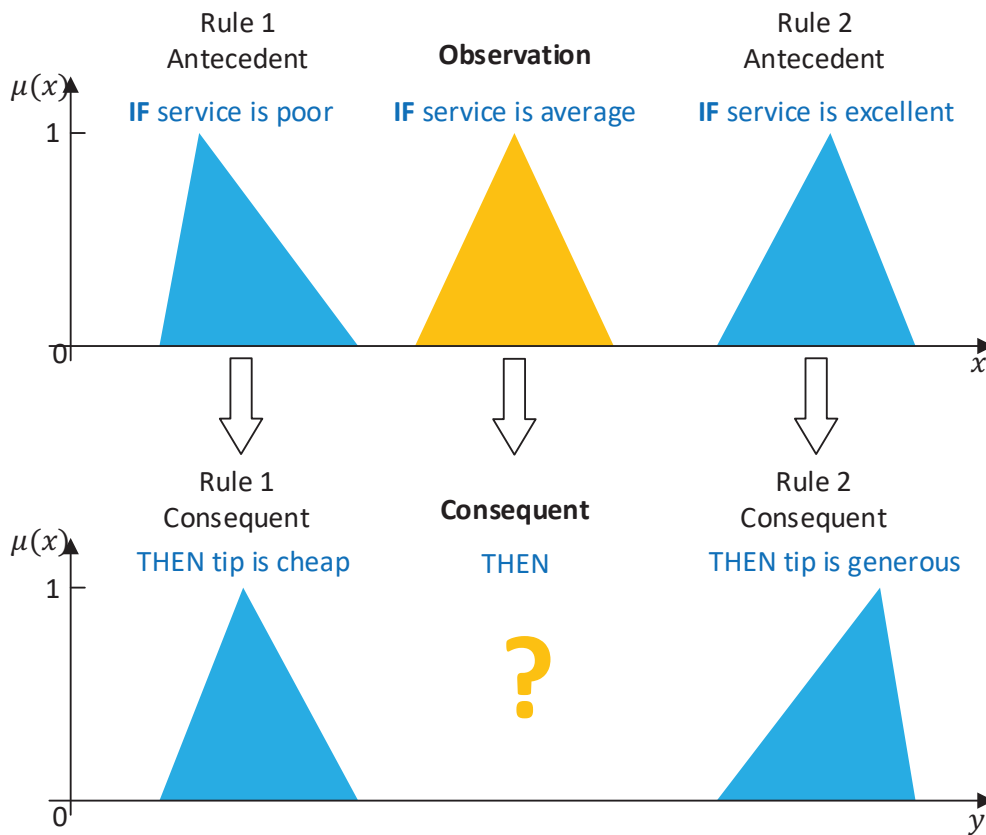 Rule 1
Antecedent
Observation
Rule 2
Antecedent
μ(x)
IF service is poor
IF service is average
IF service is excellent
1
0
x
Rule 1
Consequent
Consequent
Rule 2
Consequent
μ(x)
THEN tip is cheap
THEN
THEN tip is generous
1
?
0
y